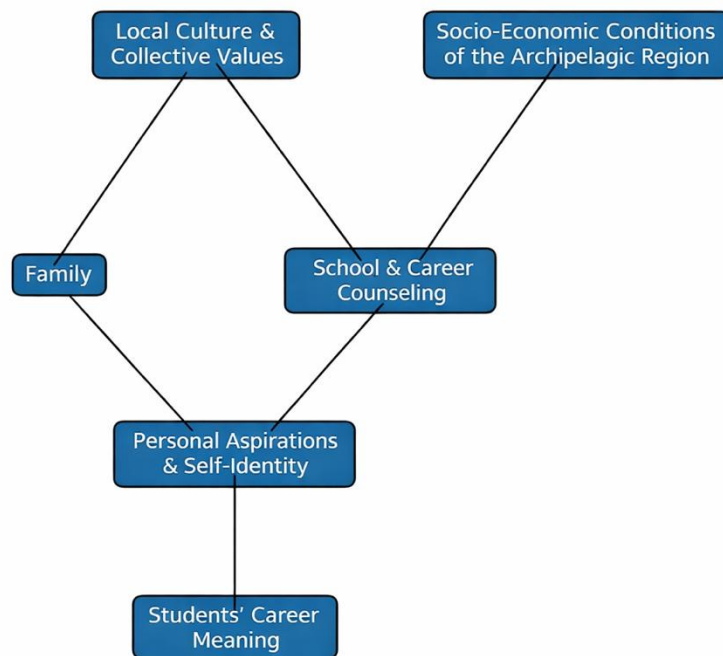 Local Culture &
Collective Values
Socio-Economic Conditions
of the Archipelagic Region
Family
School & Career
Counseling
Personal Aspirations
& Self-Identity
Students' Career
Meaning